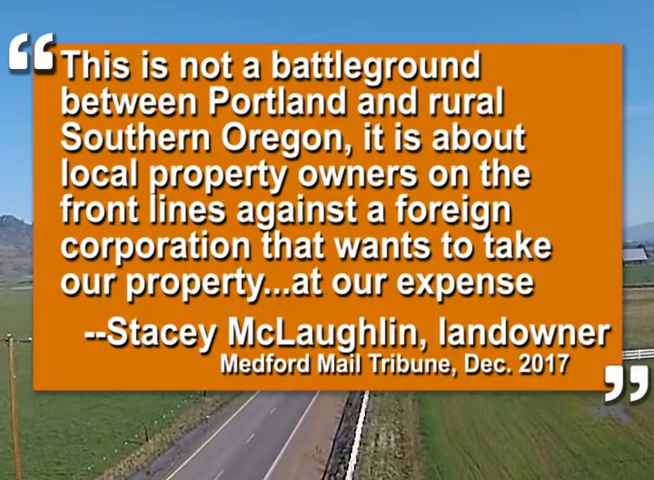 “This is not a battleground
between Portland and rural
Southern Oregon, it is about
local property owners on the
front lines against a foreign
corporation that wants to take
our property...at our expense
--Stacey McLaughlin, landowner
Medford Mail Tribune, Dec. 2017
”